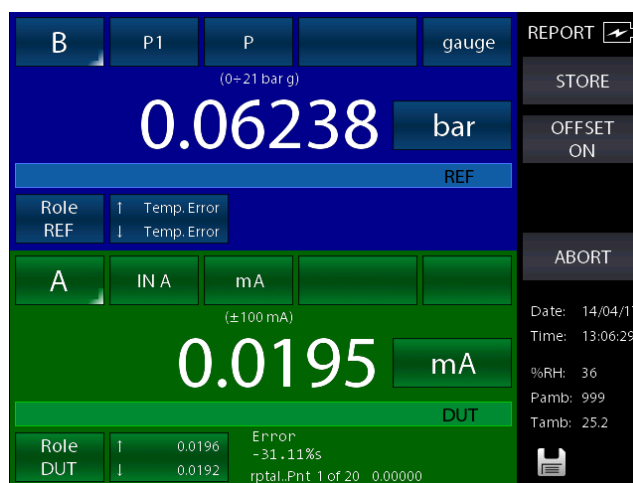 B P1 P gauge
(0÷21 bar g)
0.06238 bar
REF
Role REF
↑ Temp. Error
↓ Temp. Error
A IN A mA
(±100 mA)
0.0195 mA
DUT
Role DUT
↑ 0.0196
↓ 0.0192
Error
-31.11%s
rptal..Pnt 1 of 20 0.00000
REPORT
STORE
OFFSET
ON
ABORT
Date: 14/04/1
Time: 13:06:29
%RH: 36
Pamb: 999
Tamb: 25.2